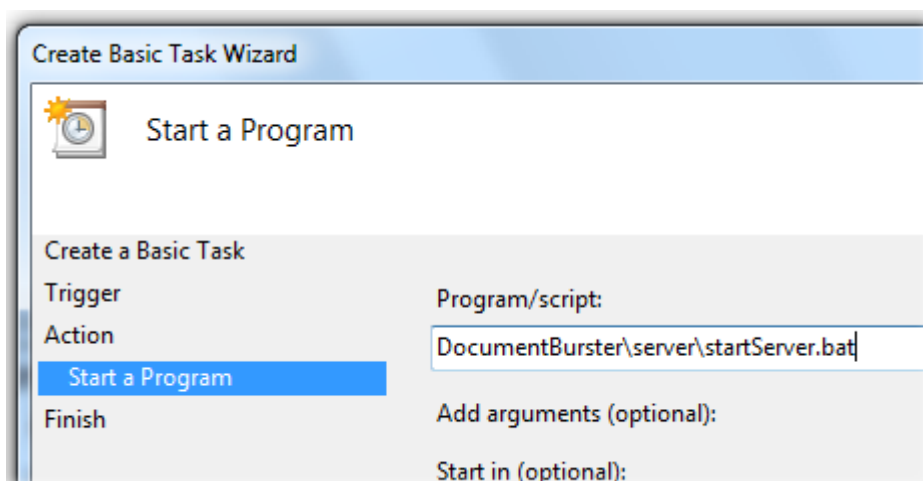 Create Basic Task Wizard
Start a Program
Create a Basic Task
Trigger
Action
Start a Program
Finish
Program/script:
DocumentBurster\server\startServer.bat
Add arguments (optional):
Start in (optional):